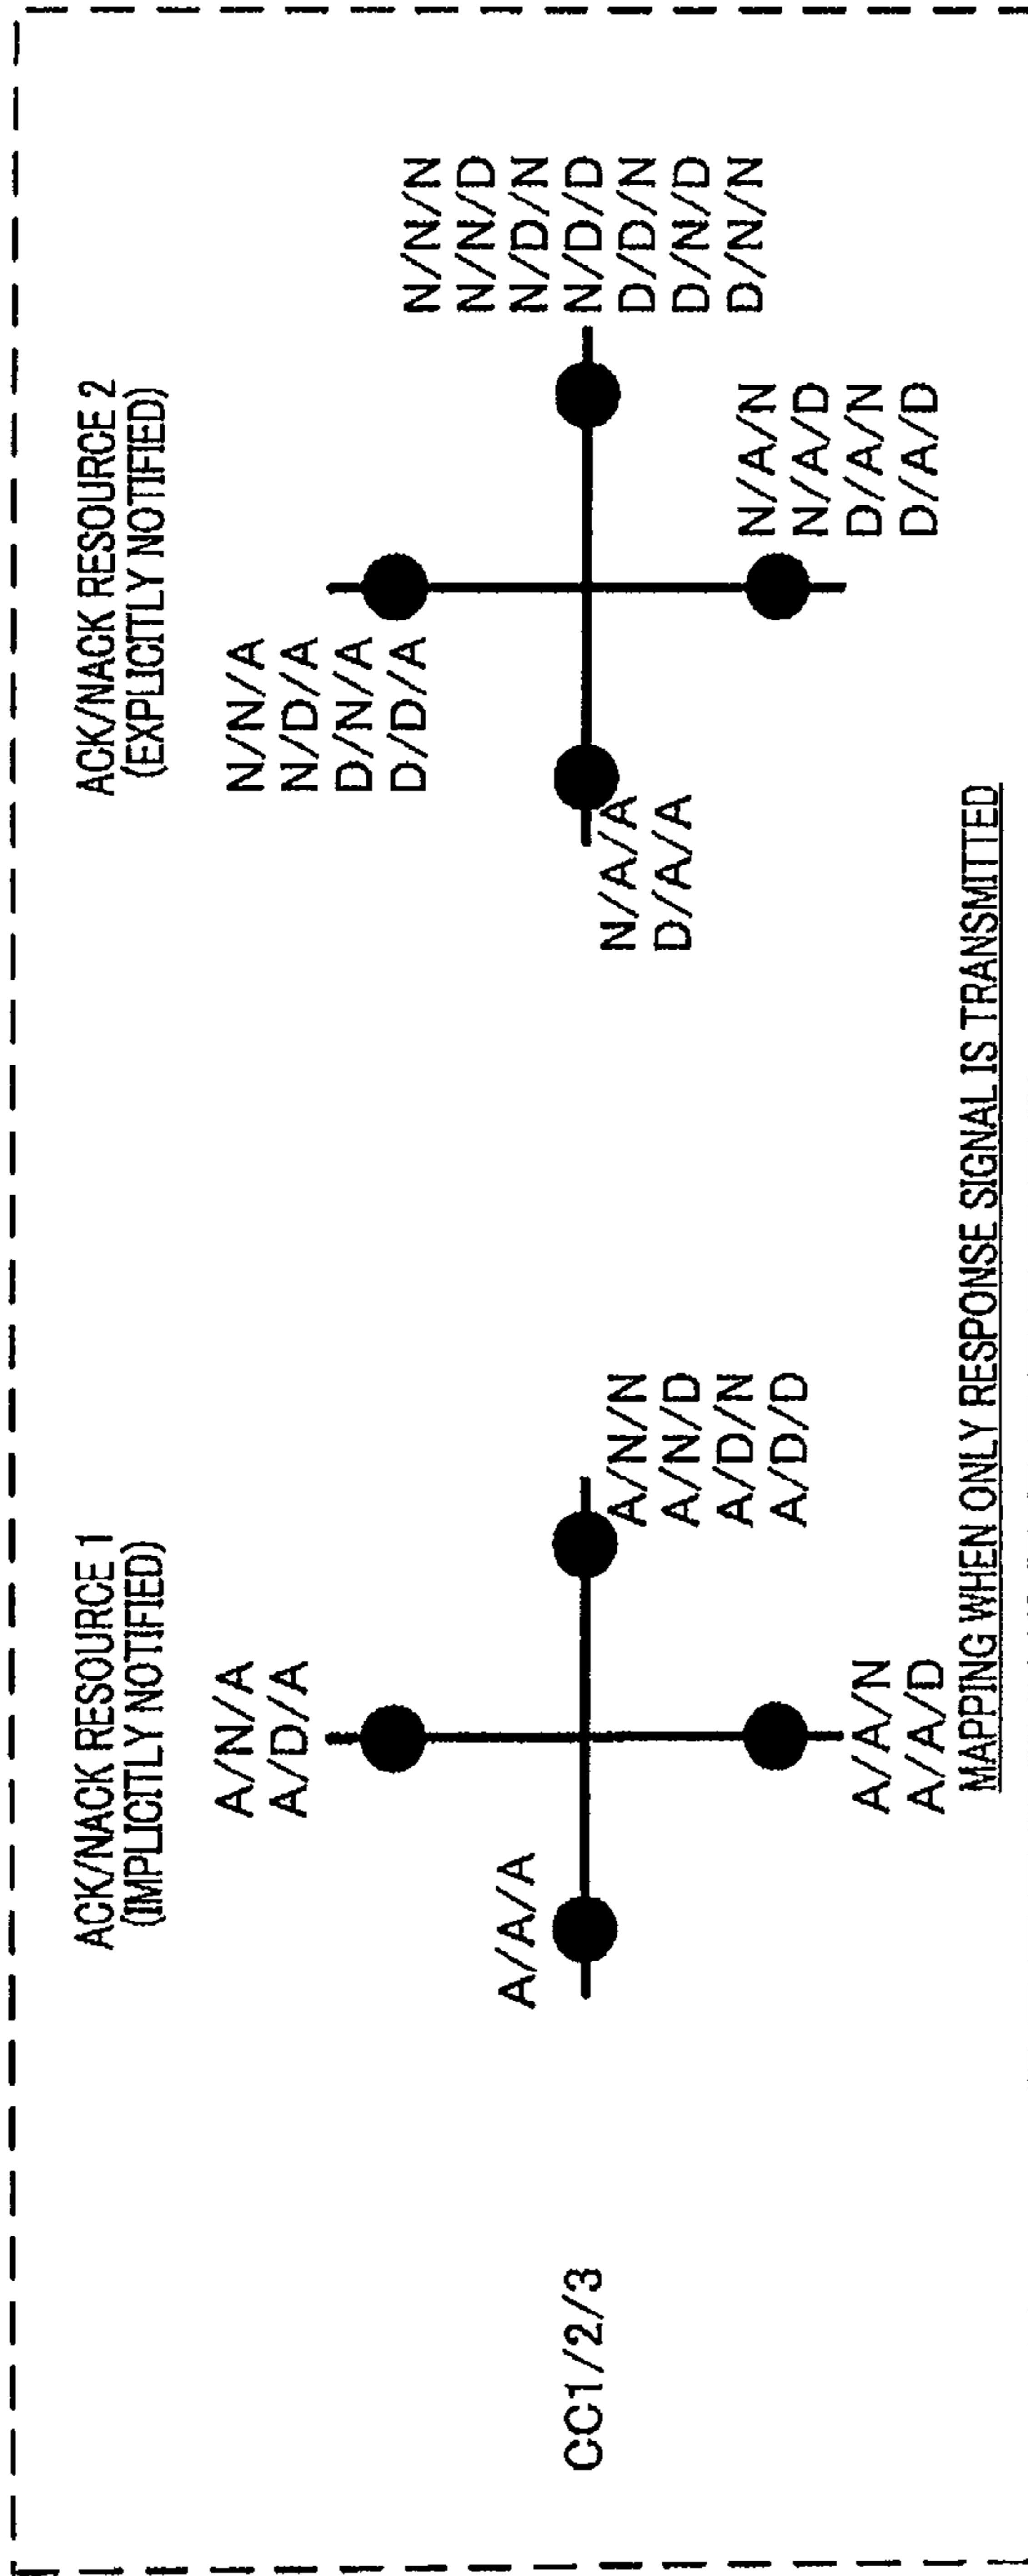 ACK/NACK RESOURCE 1
(IMPLICITLY NOTIFIED)
A/N/A
A/D/A
A/A/A
A/N/N
A/N/D
A/D/N
A/D/D
A/A/N
A/A/D
CC1/2/3
ACK/NACK RESOURCE 2
(EXPLICITLY NOTIFIED)
N/N/A
N/D/A
D/N/A
D/D/A
N/N/N
N/N/D
N/D/N
N/D/D
D/D/N
D/N/D
D/N/N
N/A/A
D/A/A
N/A/N
N/A/D
D/A/N
D/A/D
MAPPING WHEN ONLY RESPONSE SIGNAL IS TRANSMITTED